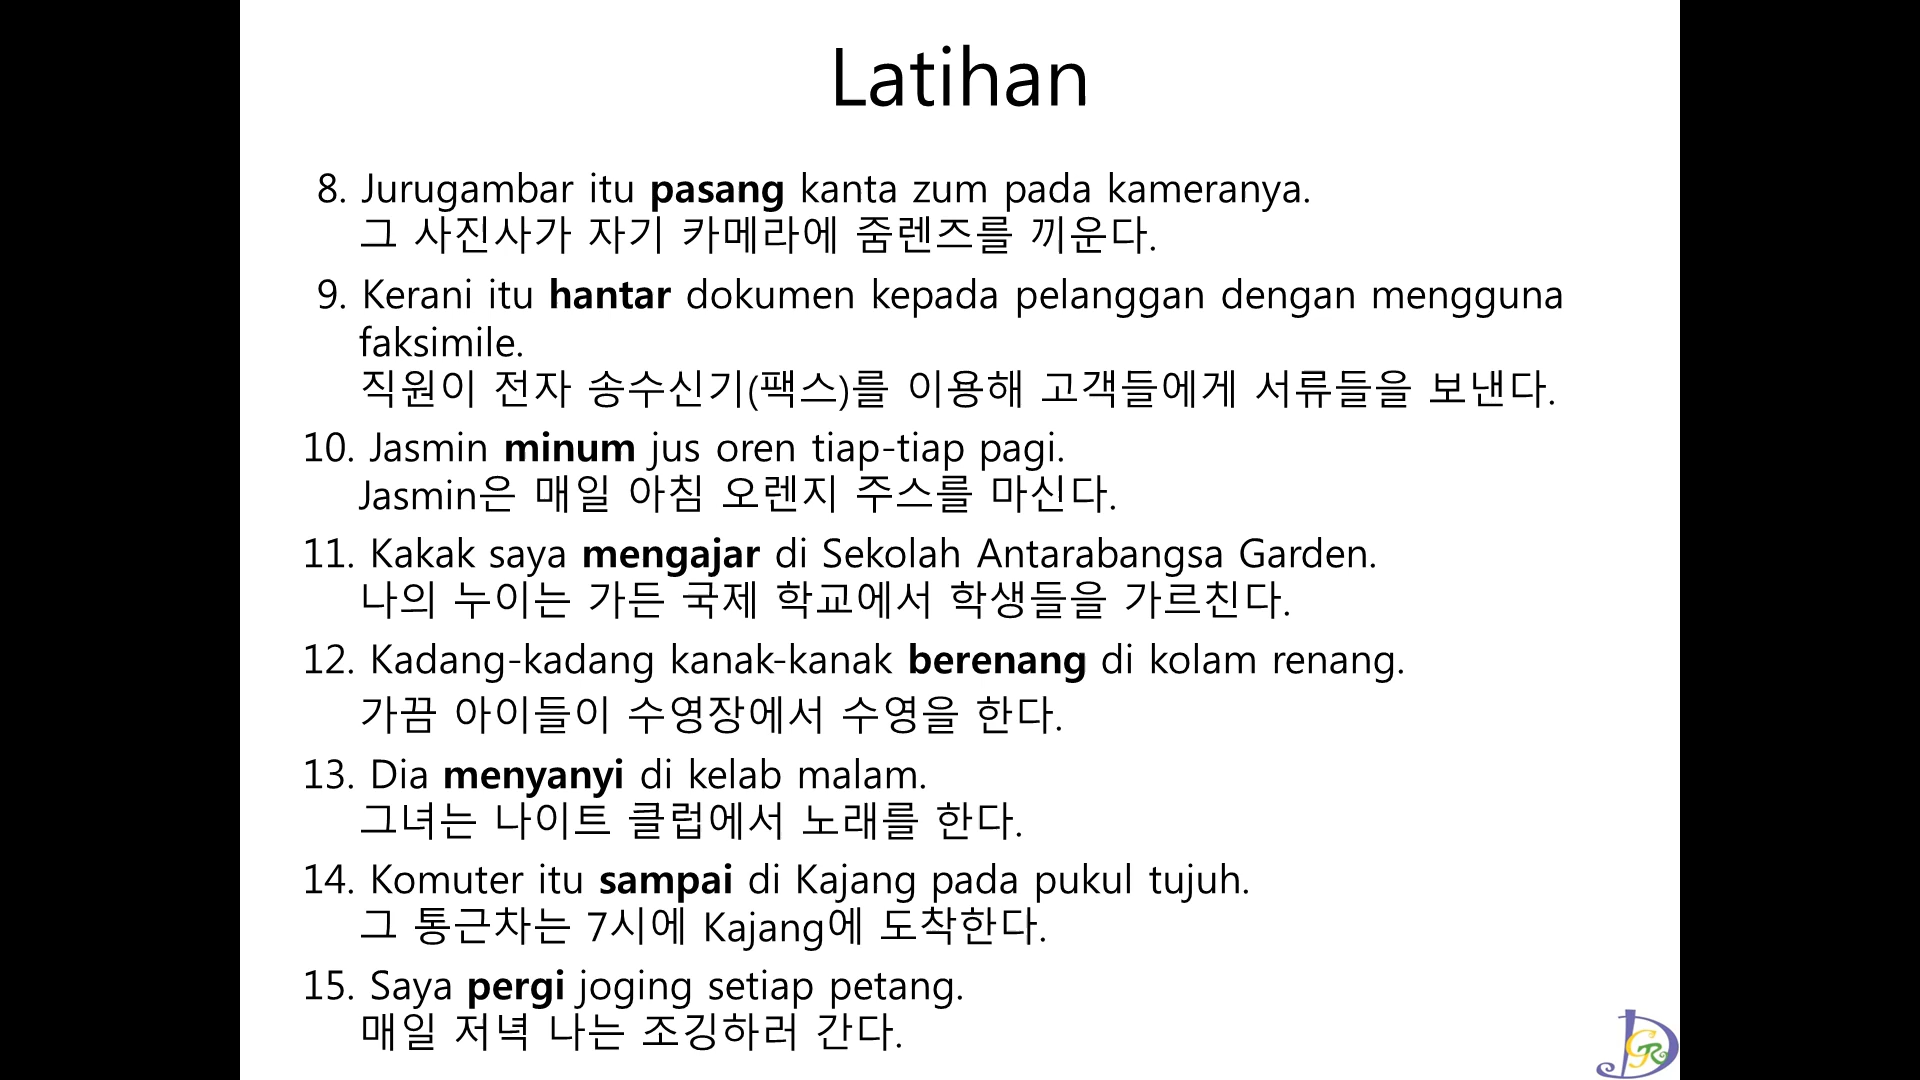 Latihan
8. Jurugambar itu pasang kanta zum pada kameranya.
그 사진사가 자기 카메라에 줌렌즈를 끼운다.
9. Kerani itu hantar dokumen kepada pelanggan dengan mengguna
faksimile.
직원이 전자 송수신기(팩스)를 이용해 고객들에게 서류들을 보낸다.
10. Jasmin minum jus oren tiap-tiap pagi.
Jasmin은 매일 아침 오렌지 주스를 마신다.
11. Kakak saya mengajar di Sekolah Antarabangsa Garden.
나의 누이는 가든 국제 학교에서 학생들을 가르친다.
12. Kadang-kadang kanak-kanak berenang di kolam renang.
가끔 아이들이 수영장에서 수영을 한다.
13. Dia menyanyi di kelab malam.
그녀는 나이트 클럽에서 노래를 한다.
14. Komuter itu sampai di Kajang pada pukul tujuh.
그 통근차는 7시에 Kajang에 도착한다.
15. Saya pergi joging setiap petang.
매일 저녁 나는 조깅하러 간다.